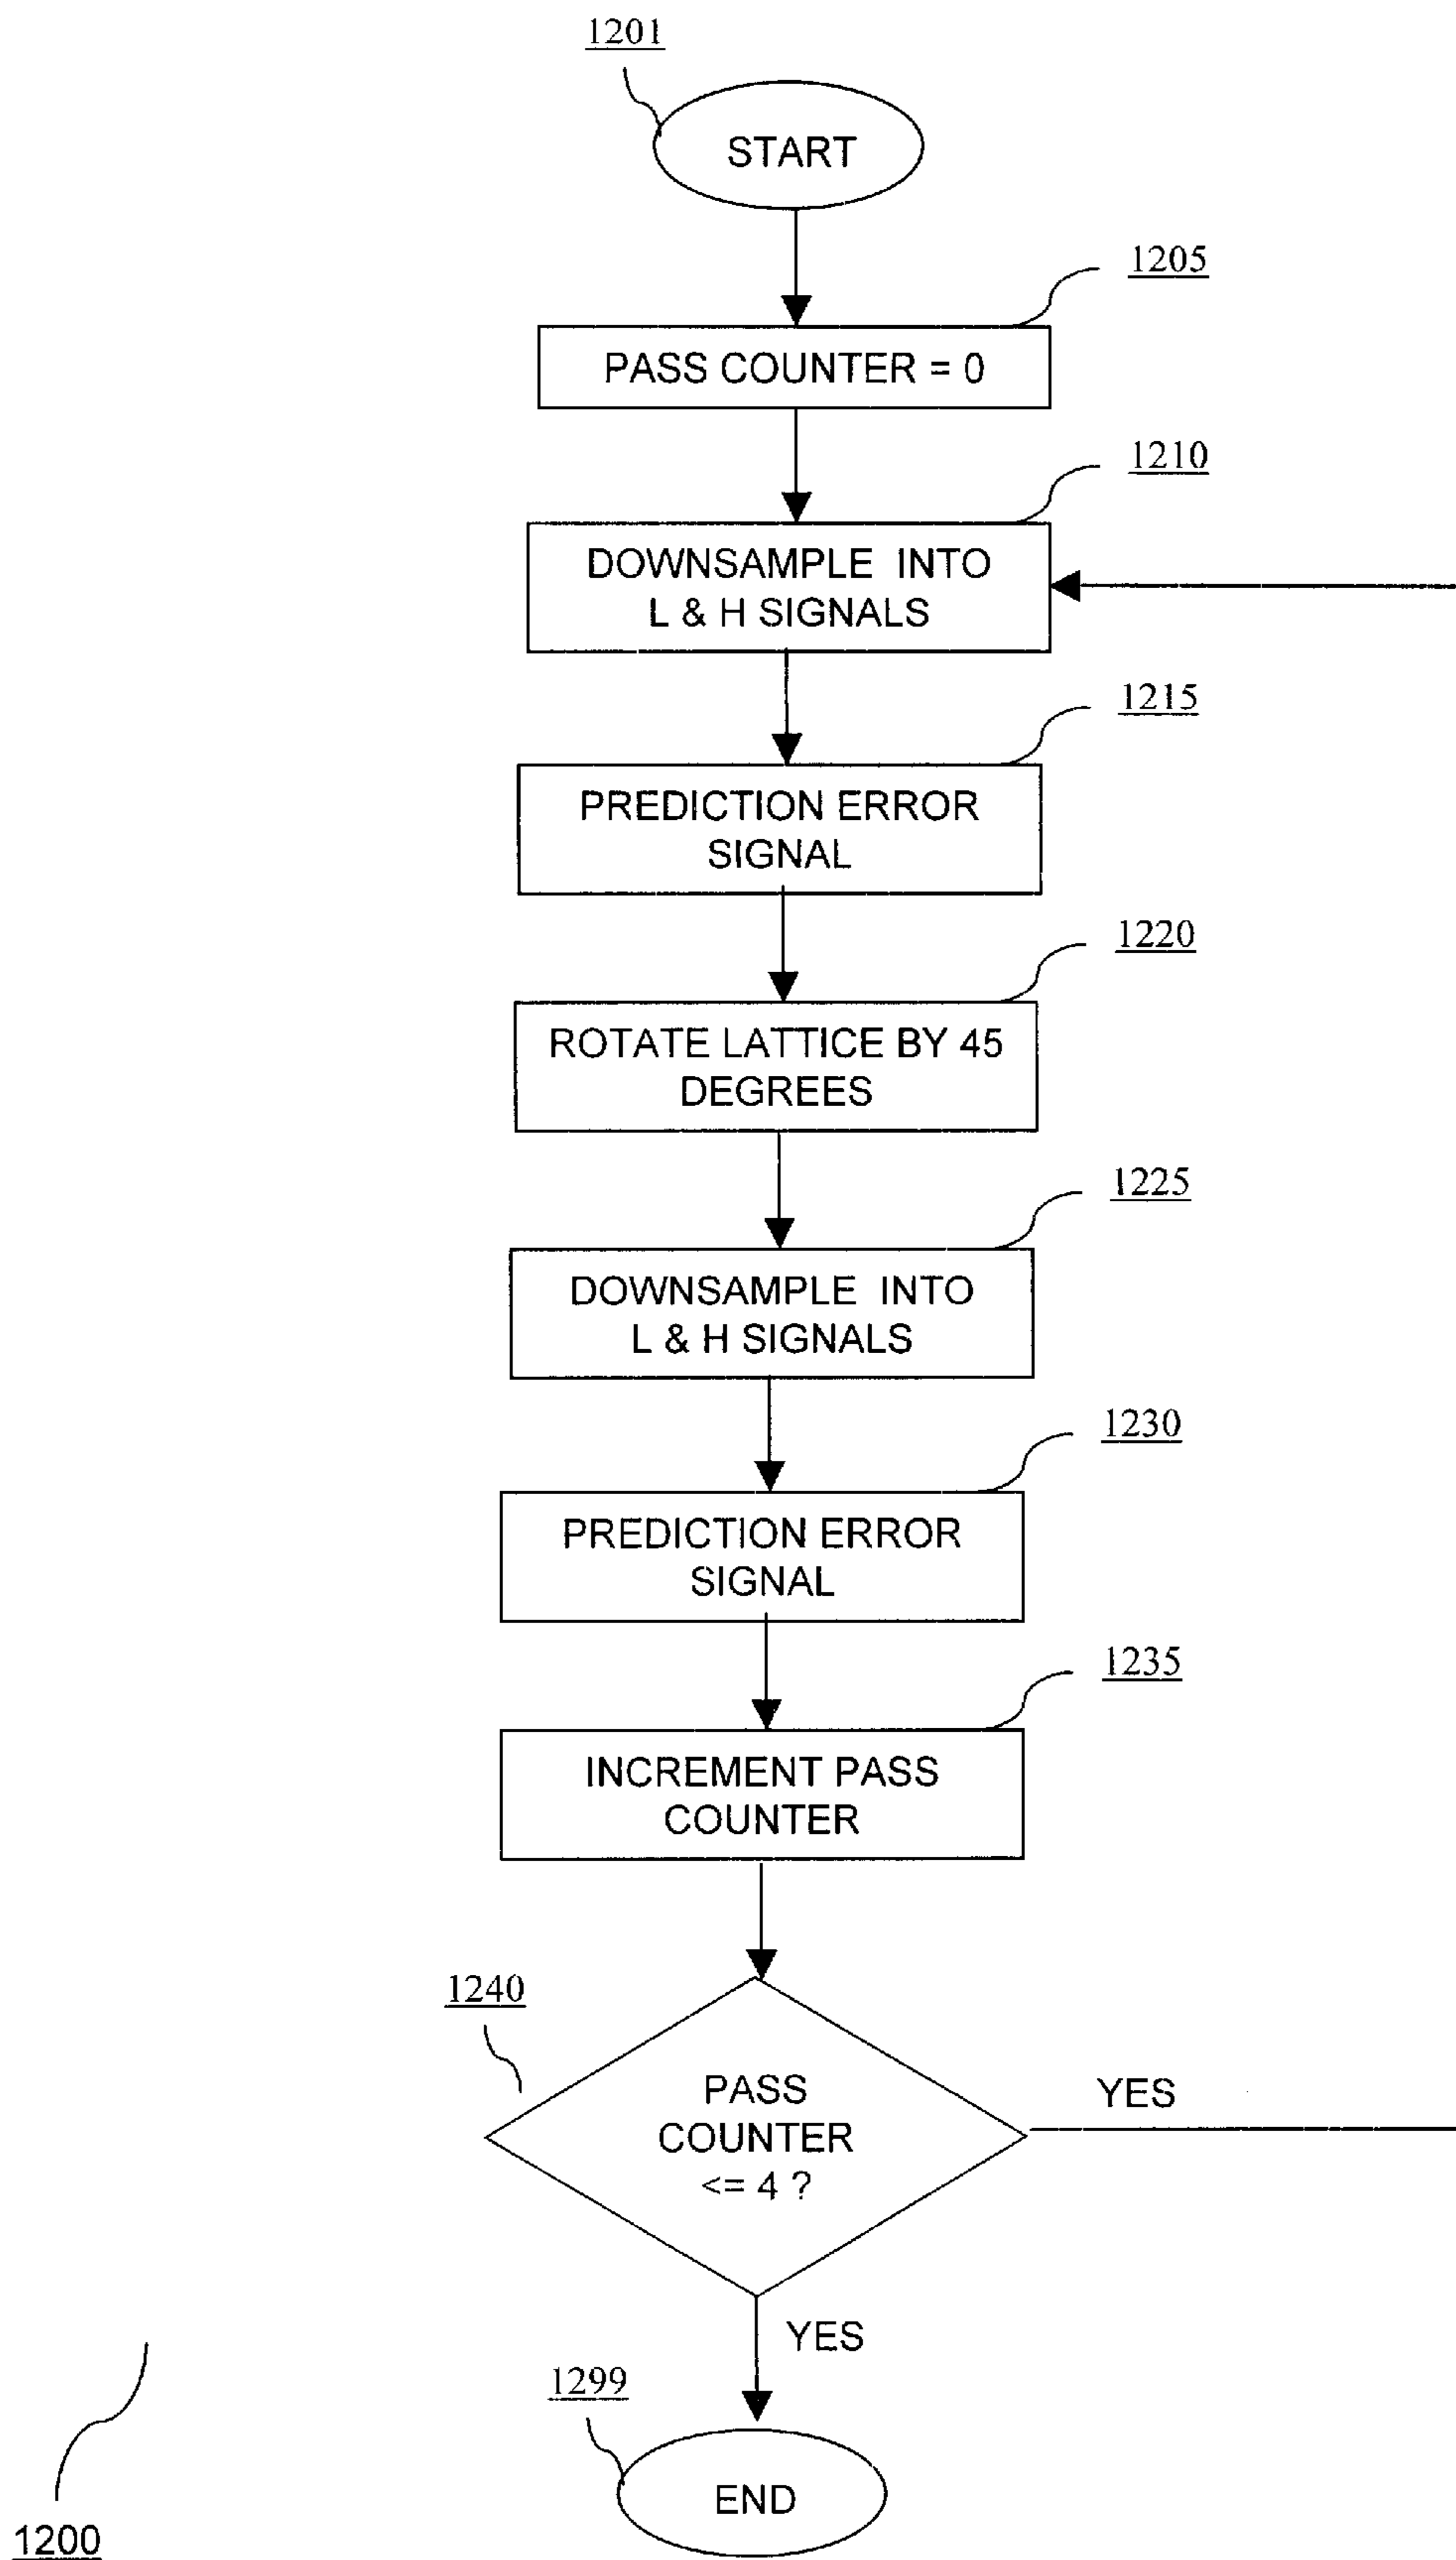 1201
START
1205
PASS COUNTER = 0
1210
DOWNSAMPLE INTO
L & H SIGNALS
1215
PREDICTION ERROR
SIGNAL
1220
ROTATE LATTICE BY 45
DEGREES
1225
DOWNSAMPLE INTO
L & H SIGNALS
1230
PREDICTION ERROR
SIGNAL
1235
INCREMENT PASS
COUNTER
1240
PASS
COUNTER
<= 4 ?
YES
YES
1299
END
1200